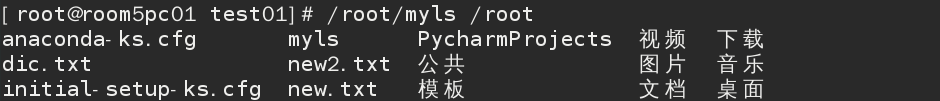 [root@room5pc01 test01]# /root/myls /root
anaconda-ks.cfg myls PycharmProjects 视频 下载
dic.txt new2.txt 公共 图片 音乐
initial-setup-ks.cfg new.txt 模板 文档 桌面